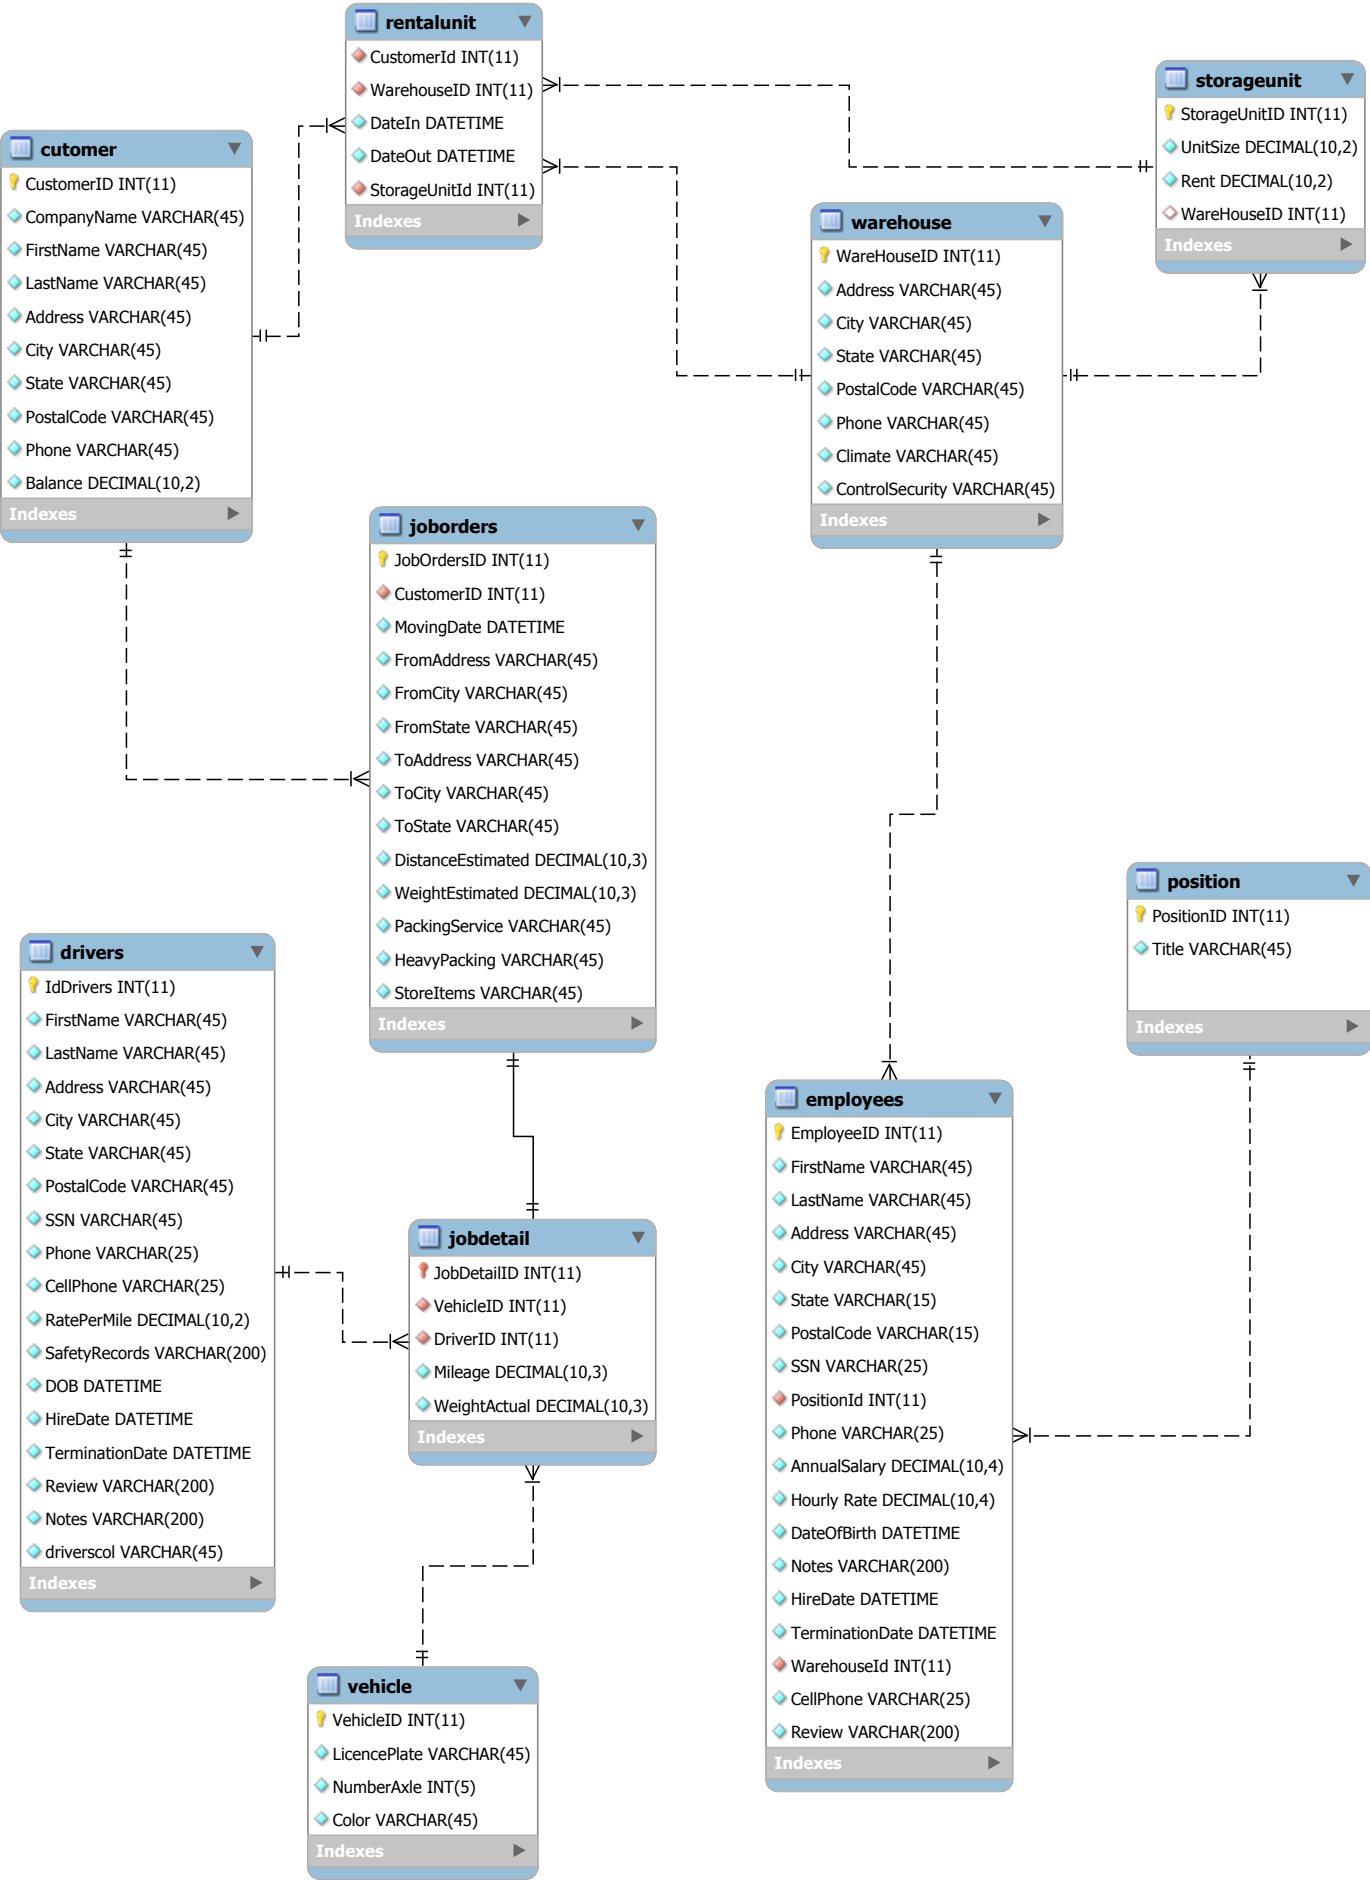 rentalunit
CustomerId INT(11)
WarehouseID INT(11)
DateIn DATETIME
DateOut DATETIME
StorageUnitId INT(11)
Indexes
storageunit
StorageUnitID INT(11)
UnitSize DECIMAL(10,2)
Rent DECIMAL(10,2)
WareHouseID INT(11)
Indexes
cutomer
CustomerID INT(11)
CompanyName VARCHAR(45)
FirstName VARCHAR(45)
LastName VARCHAR(45)
Address VARCHAR(45)
City VARCHAR(45)
State VARCHAR(45)
PostalCode VARCHAR(45)
Phone VARCHAR(45)
Balance DECIMAL(10,2)
Indexes
warehouse
WareHouseID INT(11)
Address VARCHAR(45)
City VARCHAR(45)
State VARCHAR(45)
PostalCode VARCHAR(45)
Phone VARCHAR(45)
Climate VARCHAR(45)
ControlSecurity VARCHAR(45)
Indexes
joborders
JobOrdersID INT(11)
CustomerID INT(11)
MovingDate DATETIME
FromAddress VARCHAR(45)
FromCity VARCHAR(45)
FromState VARCHAR(45)
ToAddress VARCHAR(45)
ToCity VARCHAR(45)
ToState VARCHAR(45)
DistanceEstimated DECIMAL(10,3)
WeightEstimated DECIMAL(10,3)
PackingService VARCHAR(45)
HeavyPacking VARCHAR(45)
StoreItems VARCHAR(45)
Indexes
position
PositionID INT(11)
Title VARCHAR(45)
Indexes
drivers
IdDrivers INT(11)
FirstName VARCHAR(45)
LastName VARCHAR(45)
Address VARCHAR(45)
City VARCHAR(45)
State VARCHAR(45)
PostalCode VARCHAR(45)
SSN VARCHAR(45)
Phone VARCHAR(25)
CellPhone VARCHAR(25)
RatePerMile DECIMAL(10,2)
SafetyRecords VARCHAR(200)
DOB DATETIME
HireDate DATETIME
TerminationDate DATETIME
Review VARCHAR(200)
Notes VARCHAR(200)
driverscol VARCHAR(45)
Indexes
employees
EmployeeID INT(11)
FirstName VARCHAR(45)
LastName VARCHAR(45)
Address VARCHAR(45)
City VARCHAR(45)
State VARCHAR(15)
PostalCode VARCHAR(15)
SSN VARCHAR(25)
PositionId INT(11)
Phone VARCHAR(25)
AnnualSalary DECIMAL(10,4)
Hourly Rate DECIMAL(10,4)
DateOfBirth DATETIME
Notes VARCHAR(200)
HireDate DATETIME
TerminationDate DATETIME
WarehouseId INT(11)
CellPhone VARCHAR(25)
Review VARCHAR(200)
Indexes
jobdetail
JobDetailID INT(11)
VehicleID INT(11)
DriverID INT(11)
Mileage DECIMAL(10,3)
WeightActual DECIMAL(10,3)
Indexes
vehicle
VehicleID INT(11)
LicencePlate VARCHAR(45)
NumberAxle INT(5)
Color VARCHAR(45)
Indexes